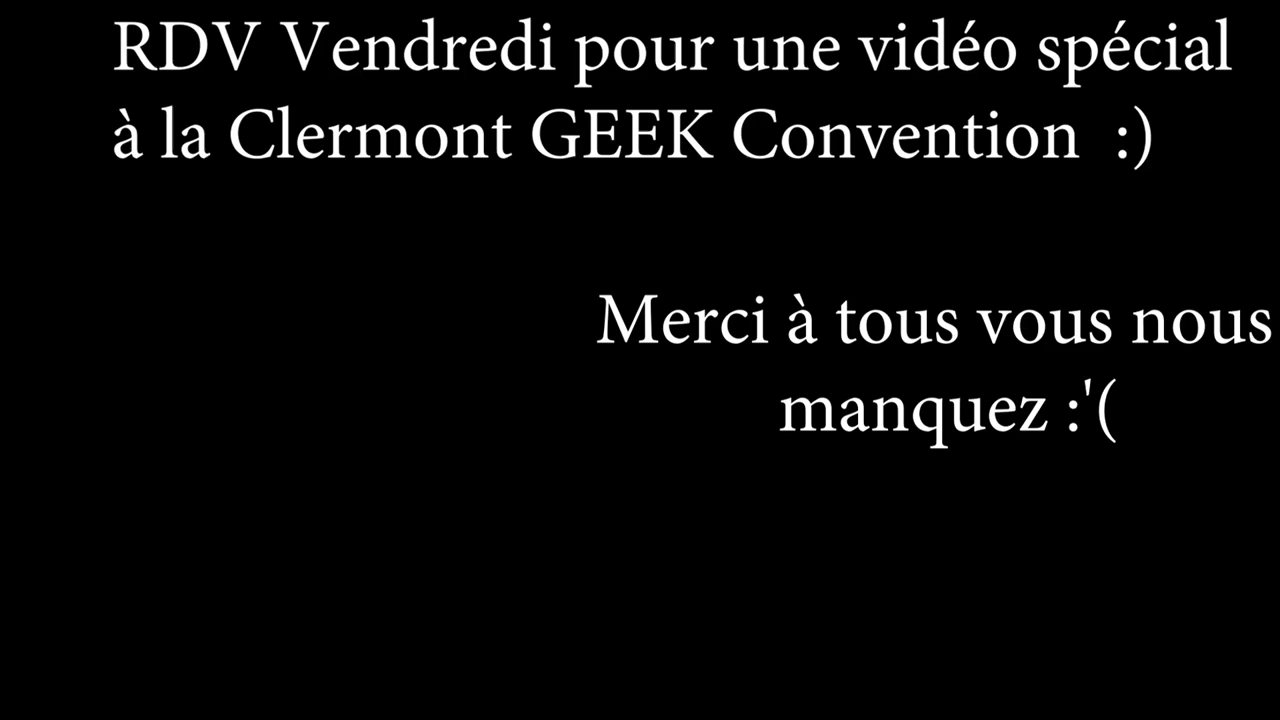 RDV Vendredi pour une vidéo spécial
à la Clermont GEEK Convention :)
Merci à tous vous nous
manquez :'(